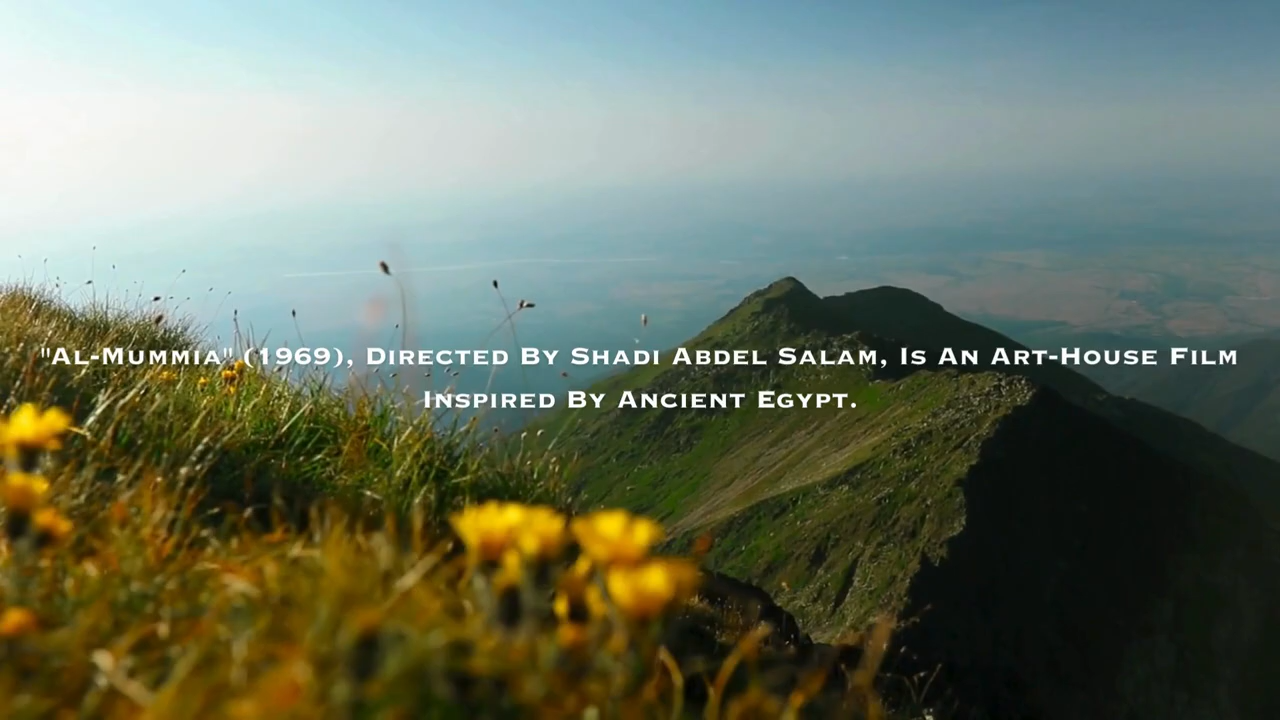 "Al-Mummia" (1969), Directed By Shadi Abdel Salam, Is An Art-House Film
Inspired By Ancient Egypt.